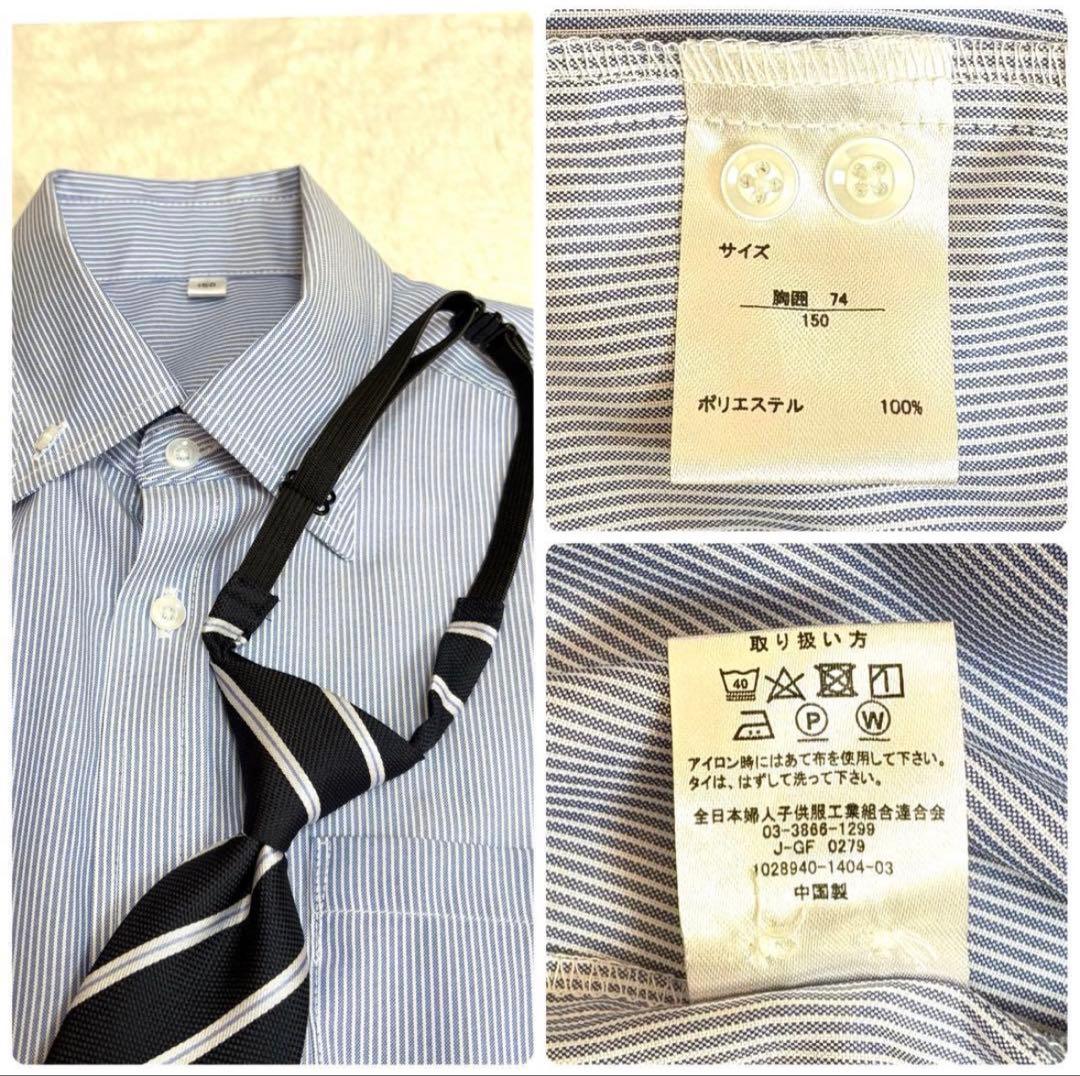 150
サイズ
胸囲 74
150
ポリエステル 100%
取り扱い方
40
P W
アイロン時にはあて布を使用して下さい。
タイは、はずして洗って下さい。
全日本婦人子供服工業組合連合会
03-3866-1299
J-GF 0279
1028940-1404-03
中国製